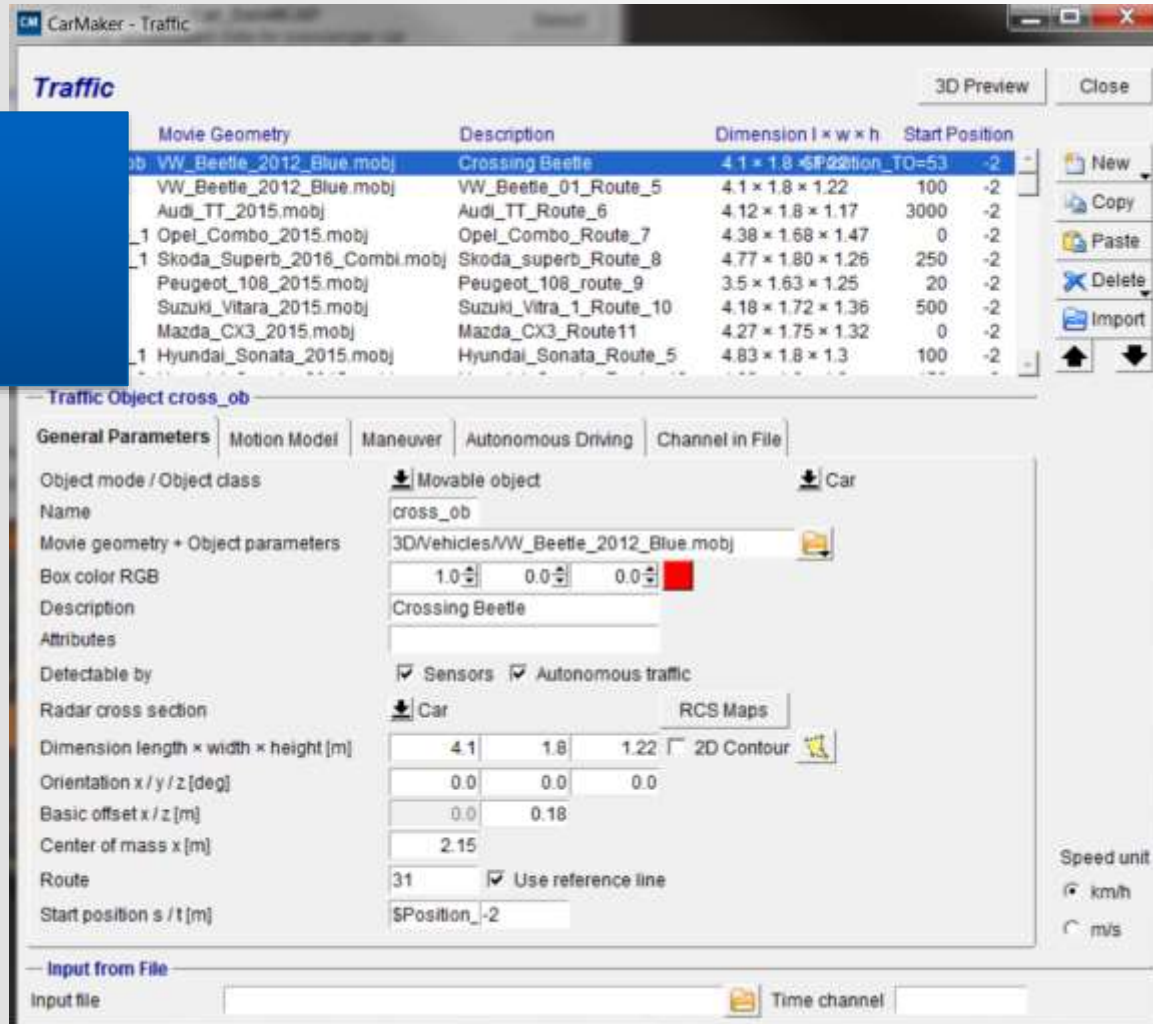 CM CarMaker - Traffic
Traffic
3D Preview
Close
Movie Geometry Description Dimension l × w × h Start Position
ob VW_Beetle_2012_Blue.mobj Crossing Beetle 4.1 × 1.8 × $Position_TO=53 -2
VW_Beetle_2012_Blue.mobj VW_Beetle_01_Route_5 4.1 × 1.8 × 1.22 100 -2
Audi_TT_2015.mobj Audi_TT_Route_6 4.12 × 1.8 × 1.17 3000 -2
_1 Opel_Combo_2015.mobj Opel_Combo_Route_7 4.38 × 1.68 × 1.47 0 -2
_1 Skoda_Superb_2016_Combi.mobj Skoda_superb_Route_8 4.77 × 1.80 × 1.26 250 -2
Peugeot_108_2015.mobj Peugeot_108_route_9 3.5 × 1.63 × 1.25 20 -2
Suzuki_Vitara_2015.mobj Suzuki_Vitra_1_Route_10 4.18 × 1.72 × 1.36 500 -2
Mazda_CX3_2015.mobj Mazda_CX3_Route11 4.27 × 1.75 × 1.32 0 -2
_1 Hyundai_Sonata_2015.mobj Hyundai_Sonata_Route_5 4.83 × 1.8 × 1.3 100 -2
New
Copy
Paste
Delete
Import
Traffic Object cross_ob
General Parameters Motion Model Maneuver Autonomous Driving Channel in File
Object mode / Object class Movable object Car
Name cross_ob
Movie geometry + Object parameters 3D/Vehicles/VW_Beetle_2012_Blue.mobj
Box color RGB 1.0 0.0 0.0
Description Crossing Beetle
Attributes
Detectable by Sensors Autonomous traffic
Radar cross section Car RCS Maps
Dimension length × width × height [m] 4.1 1.8 1.22 2D Contour
Orientation x / y / z [deg] 0.0 0.0 0.0
Basic offset x / z [m] 0.0 0.18
Center of mass x [m] 2.15
Route 31 Use reference line
Start position s / t [m] $Position_ -2
Speed unit
km/h
m/s
Input from File
Input file Time channel